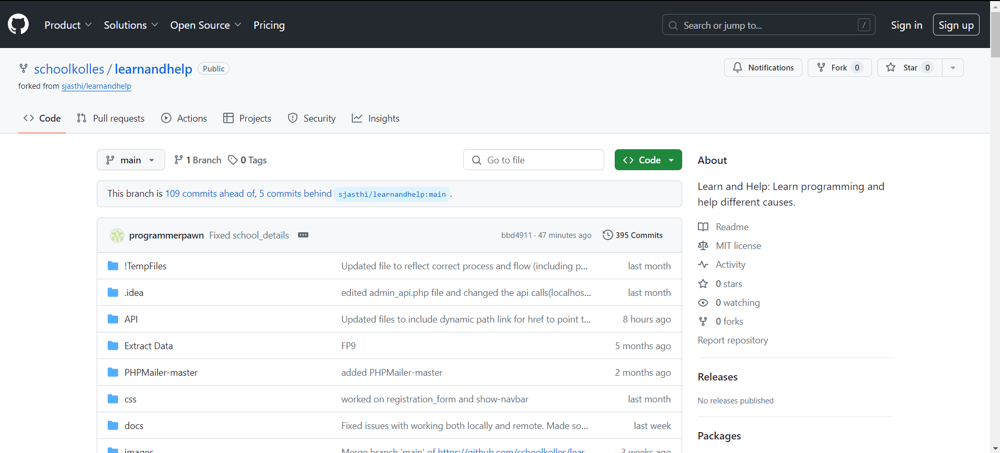 Product Solutions Open Source Pricing Search or jump to... / Sign in Sign up
schoolkolles / learnandhelp Public Notifications Fork 0 Star 0
forked from sjasthi/learnandhelp
Code Pull requests Actions Projects Security Insights
main 1 Branch 0 Tags Go to file Code
This branch is 109 commits ahead of, 5 commits behind sjasthi/learnandhelp:main .
programmerpawn Fixed school_details bbd4911 · 47 minutes ago 395 Commits
!TempFiles Updated file to reflect correct process and flow (including p... last month
.idea edited admin_api.php file and changed the api calls(localhos... last month
API Updated files to include dynamic path link for href to point t... 8 hours ago
Extract Data FP9 5 months ago
PHPMailer-master added PHPMailer-master 2 months ago
css worked on registration_form and show-navbar last month
docs Fixed issues with working both locally and remote. Made so... last week
images Merge branch 'main' of https://github.com/schoolkolles/lear... 3 weeks ago
About
Learn and Help: Learn programming and
help different causes.
Readme
MIT license
Activity
0 stars
0 watching
0 forks
Report repository
Releases
No releases published
Packages